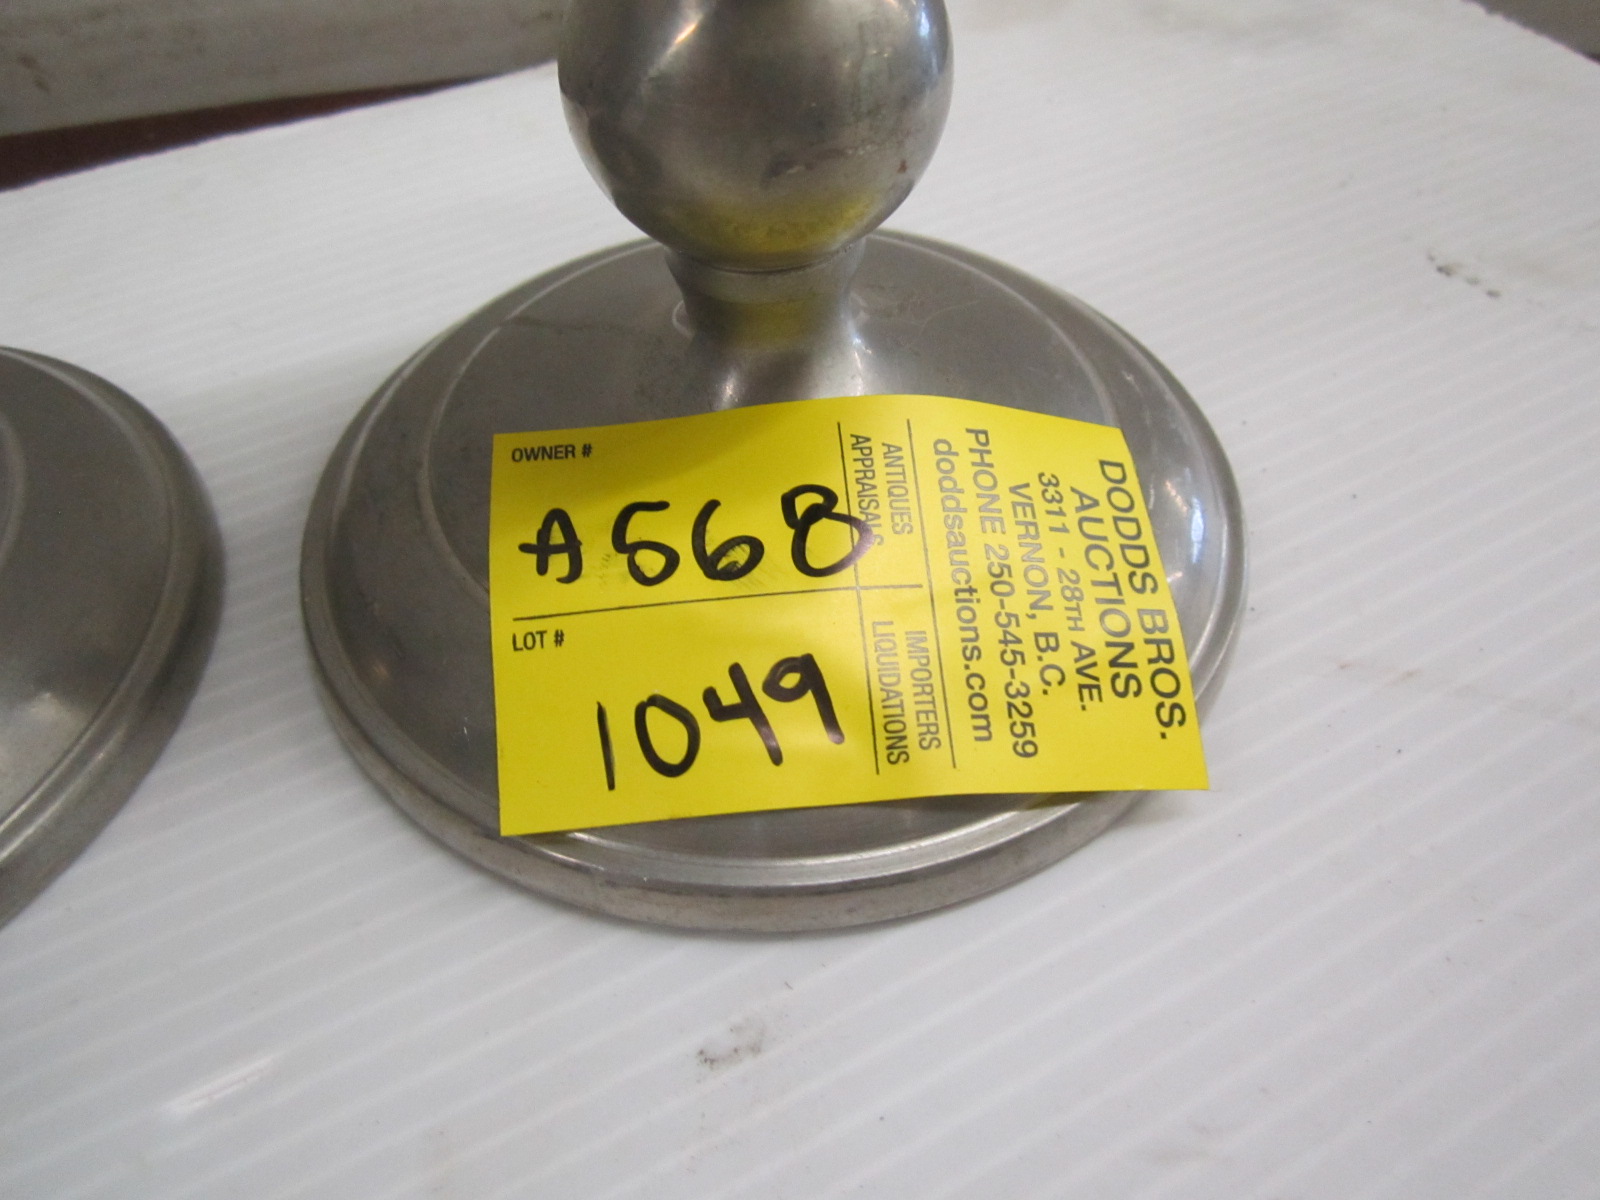 OWNER #
A568
LOT #
1049
DODDS BROS.
AUCTIONS
3311 - 28TH AVE.
VERNON, B.C.
PHONE 250-545-3259
doddsauctions.com
ANTIQUES
APPRAISALS
IMPORTERS
LIQUIDATIONS